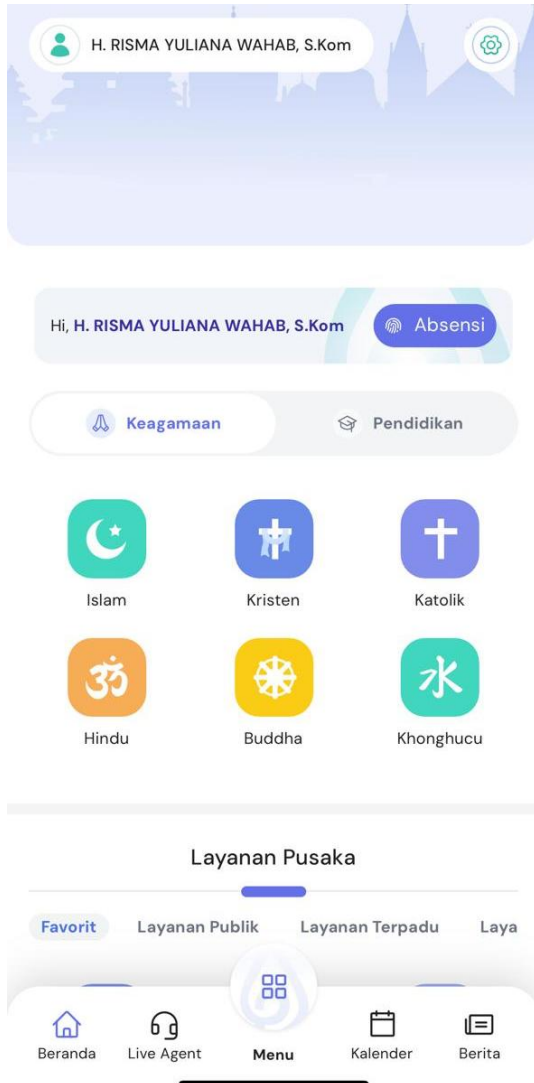 H. RISMA YULIANA WAHAB, S.Kom
Hi, H. RISMA YULIANA WAHAB, S.Kom
Absensi
Keagamaan
Pendidikan
Islam
Kristen
Katolik
ॐ
水
Hindu
Buddha
Khonghucu
Layanan Pusaka
Favorit
Layanan Publik
Layanan Terpadu
Laya
Beranda
Live Agent
Menu
Kalender
Berita